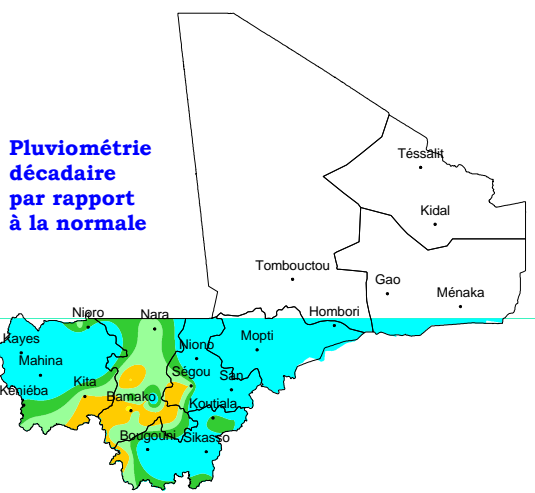 Pluviométrie
décadaire
par rapport
à la normale
Téssalit
Kidal
Tombouctou
Gao
Ménaka
Hombori
Nioro
Nara
Kayes
Niono
Mopti
Mahina
Ségou
San
Kéniéba
Kita
Bamako
Koutiala
Bougouni
Sikasso